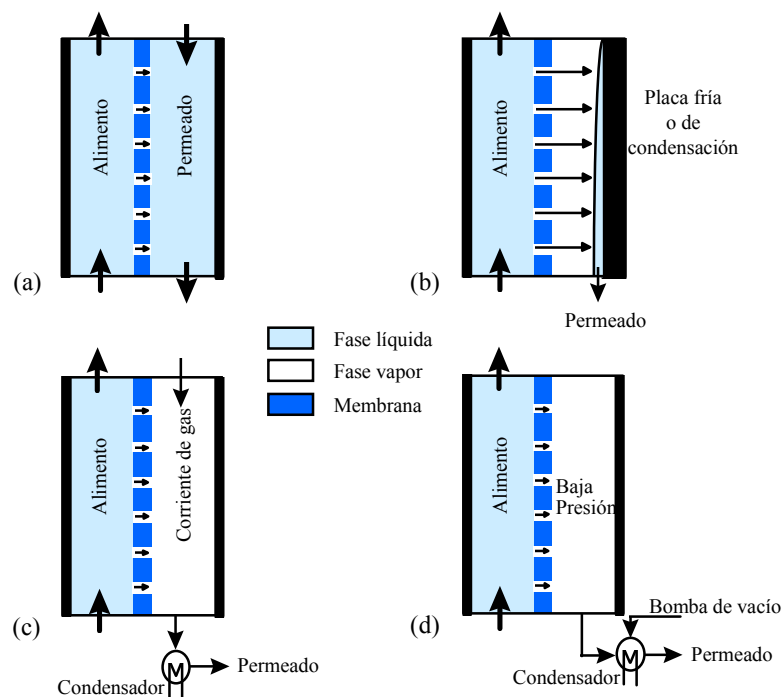 Alimento
Permeado
(a)
Alimento
Placa fría
o de
condensación
(b)
Permeado
Fase líquida
Fase vapor
Membrana
Alimento
Corriente de gas
(c)
M
Permeado
Condensador
Alimento
Baja
Presión
(d)
Bomba de vacío
M
Permeado
Condensador